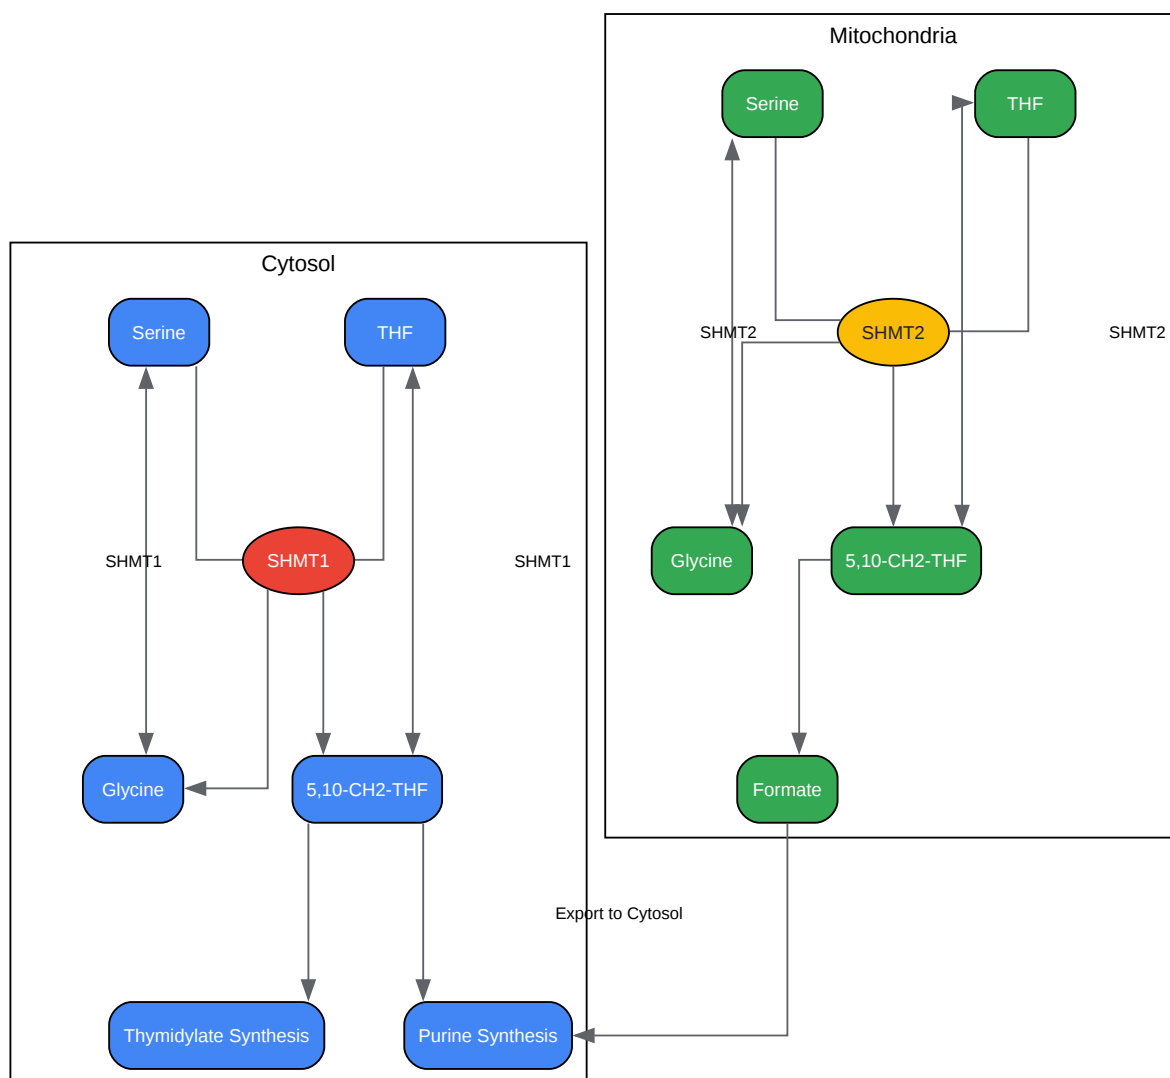 Mitochondria
Serine
THF
Cytosol
Serine
THF
SHMT2
SHMT2
SHMT2
SHMT1
SHMT1
SHMT1
Glycine
5,10-CH2-THF
Glycine
5,10-CH2-THF
Formate
Export to Cytosol
Thymidylate Synthesis
Purine Synthesis